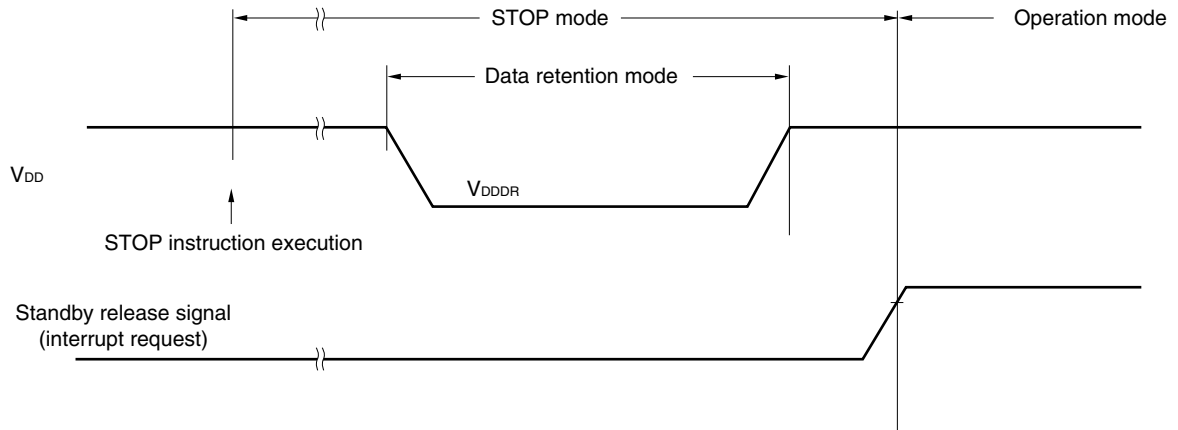 STOP mode
Operation mode
Data retention mode
VDD
VDDDR
STOP instruction execution
Standby release signal
(interrupt request)